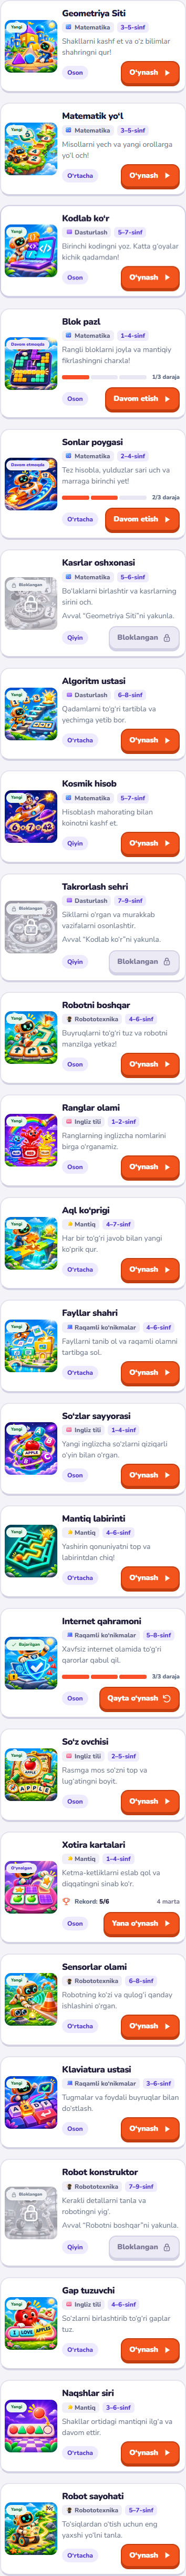 Geometriya Siti
Yangi
Matematika 3–5-sinf
Shakllarni kashf et va o‘z bilimlar
shahringni qur!
Oson
O‘ynash
Matematik yo‘l
Yangi
Matematika 3–5-sinf
Misollarni yech va yangi orollarga
yo‘l och!
O‘rtacha
O‘ynash
Kodlab ko‘r
Yangi
Dasturlash 5–7-sinf
Birinchi kodingni yoz. Katta g‘oyalar
kichik qadamdan!
Oson
O‘ynash
Blok pazl
Davom etmoqda
Matematika 1–4-sinf
Rangli bloklarni joyla va mantiqiy
fikrlashingni charxla!
1/3 daraja
Oson
Davom etish
Sonlar poygasi
Davom etmoqda
Matematika 2–4-sinf
Tez hisobla, yulduzlar sari uch va
marraga birinchi yet!
2/3 daraja
O‘rtacha
Davom etish
Kasrlar oshxonasi
Bloklangan
Matematika 5–6-sinf
Bo‘laklarni birlashtir va kasrlarning
sirini och.
Avval “Geometriya Siti”ni yakunla.
Qiyin
Bloklangan
Algoritm ustasi
Yangi
Dasturlash 6–8-sinf
Qadamlarni to‘g‘ri tartibla va
yechimga yetib bor.
O‘rtacha
O‘ynash
Kosmik hisob
Yangi
Matematika 5–7-sinf
Hisoblash mahorating bilan
koinotni kashf et.
6 7 42
Qiyin
O‘ynash
Takrorlash sehri
Bloklangan
Dasturlash 7–9-sinf
Sikllarni o‘rgan va murakkab
vazifalarni osonlashtir.
Avval “Kodlab ko‘r”ni yakunla.
Qiyin
Bloklangan
Robotni boshqar
Yangi
Robototexnika 4–6-sinf
Buyruqlarni to‘g‘ri tuz va robotni
manzilga yetkaz!
Oson
O‘ynash
Ranglar olami
Yangi
Ingliz tili 1–2-sinf
Ranglarning inglizcha nomlarini
birga o‘rganamiz.
Oson
O‘ynash
Aql ko‘prigi
Yangi
Mantiq 4–7-sinf
Har bir to‘g‘ri javob bilan yangi
ko‘prik qur.
O‘rtacha
O‘ynash
Fayllar shahri
Yangi
Raqamli ko‘nikmalar 4–6-sinf
Fayllarni tanib ol va raqamli olamni
tartibga sol.
O‘rtacha
O‘ynash
So‘zlar sayyorasi
Yangi
Ingliz tili 1–4-sinf
Yangi inglizcha so‘zlarni qiziqarli
o‘yin bilan o‘rgan.
APPLE
Oson
O‘ynash
Mantiq labirinti
Yangi
Mantiq 4–6-sinf
Yashirin qonuniyatni top va
labirintdan chiq!
O‘rtacha
O‘ynash
Internet qahramoni
Bajarilgan
Raqamli ko‘nikmalar 5–8-sinf
Xavfsiz internet olamida to‘g‘ri
qarorlar qabul qil.
3/3 daraja
Oson
Qayta o‘ynash
So‘z ovchisi
Yangi
Ingliz tili 2–5-sinf
Rasmga mos so‘zni top va
lug‘atingni boyit.
APPLE
Oson
O‘ynash
Xotira kartalari
O‘ynalgan
Mantiq 1–4-sinf
Ketma-ketliklarni eslab qol va
diqqatingni sinab ko‘r.
Rekord: 5/6
4 marta
Oson
Yana o‘ynash
Sensorlar olami
Yangi
Robototexnika 6–8-sinf
Robotning ko‘zi va qulog‘i qanday
ishlashini o‘rgan.
O‘rtacha
O‘ynash
Klaviatura ustasi
Yangi
Raqamli ko‘nikmalar 3–6-sinf
Tugmalar va foydali buyruqlar bilan
do‘stlash.
Oson
O‘ynash
Robot konstruktor
Bloklangan
Robototexnika 7–9-sinf
Kerakli detallarni tanla va
robotingni yig‘.
Avval “Robotni boshqar”ni yakunla.
Qiyin
Bloklangan
Gap tuzuvchi
Yangi
Ingliz tili 4–6-sinf
So‘zlarni birlashtirib to‘g‘ri gaplar
tuz.
I LOVE APPLES
O‘rtacha
O‘ynash
Naqshlar siri
Yangi
Mantiq 3–6-sinf
Shakllar ortidagi mantiqni ilg‘a va
davom ettir.
O‘rtacha
O‘ynash
Robot sayohati
Yangi
Robototexnika 5–7-sinf
To‘siqlardan o‘tish uchun eng
yaxshi yo‘lni tanla.
O‘rtacha
O‘ynash